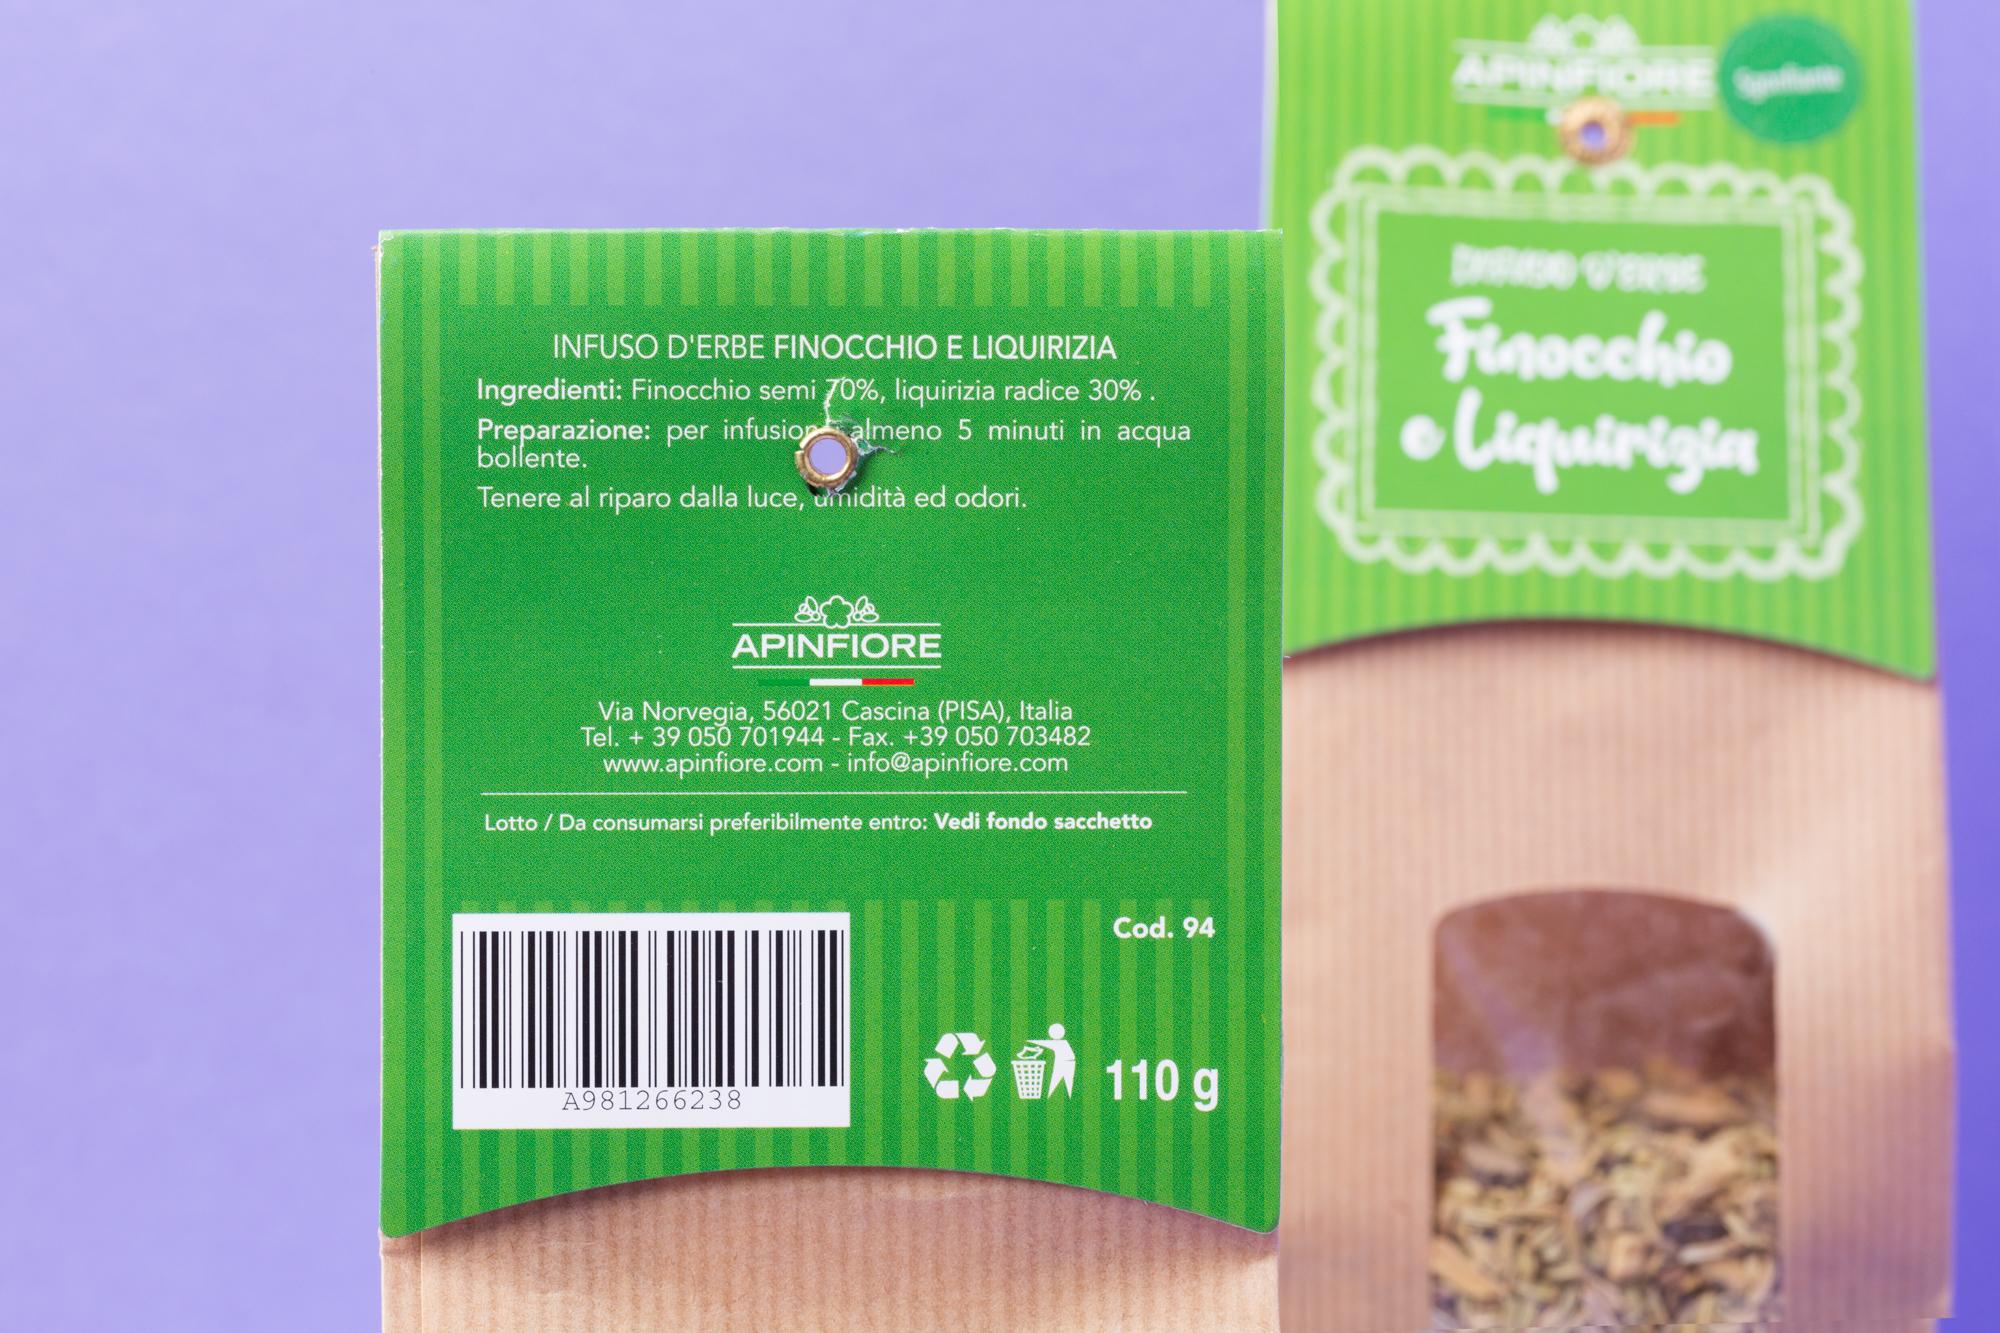 INFUSO D'ERBE FINOCCHIO E LIQUIRIZIA
Ingredienti: Finocchio semi 70%, liquirizia radice 30% .
Preparazione: per infusione almeno 5 minuti in acqua
bollente.
Tenere al riparo dalla luce, umidità ed odori.
APINFIORE
Via Norvegia, 56021 Cascina (PISA), Italia
Tel. + 39 050 701944 - Fax. +39 050 703482
www.apinfiore.com - info@apinfiore.com
Lotto / Da consumarsi preferibilmente entro: Vedi fondo sacchetto
Cod. 94
A981266238
110 g
APINFIORE
Sgonfiante
INFUSO D'ERBE
Finocchio
e Liquirizia